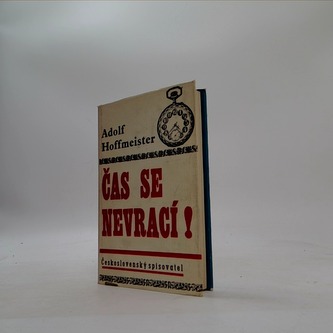 Adolf
Hoffmeister
ČAS SE
NEVRACÍ!
Československý spisovatel